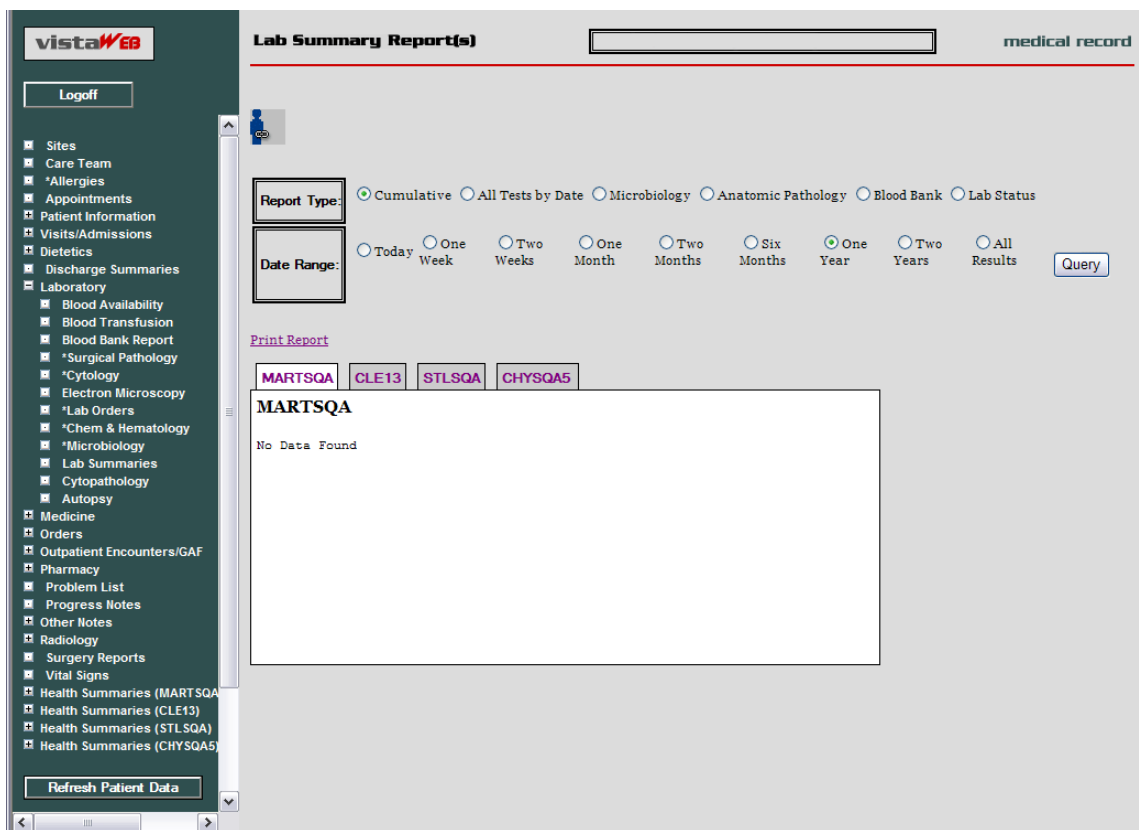 vistaWEB
Logoff
Sites
Care Team
*Allergies
Appointments
Patient Information
Visits/Admissions
Dietetics
Discharge Summaries
Laboratory
Blood Availability
Blood Transfusion
Blood Bank Report
*Surgical Pathology
*Cytology
Electron Microscopy
*Lab Orders
*Chem & Hematology
*Microbiology
Lab Summaries
Cytopathology
Autopsy
Medicine
Orders
Outpatient Encounters/GAF
Pharmacy
Problem List
Progress Notes
Other Notes
Radiology
Surgery Reports
Vital Signs
Health Summaries (MARTSQA
Health Summaries (CLE13)
Health Summaries (STLSQA)
Health Summaries (CHYSQA5)
Refresh Patient Data
Lab Summary Report(s) medical record
Report Type: Cumulative All Tests by Date Microbiology Anatomic Pathology Blood Bank Lab Status
Date Range: Today One Week Two Weeks One Month Two Months Six Months One Year Two Years All Results Query
Print Report
MARTSQA CLE13 STLSQA CHYSQA5
MARTSQA
No Data Found